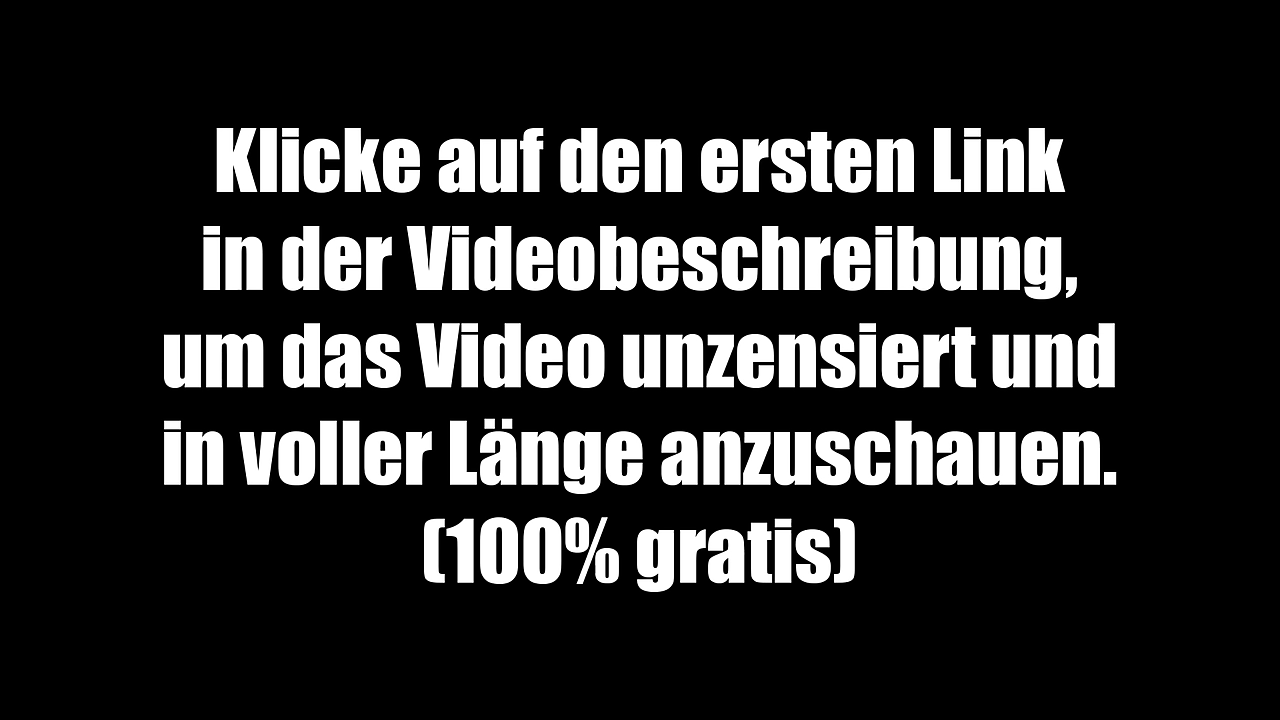 Klicke auf den ersten Link
in der Videobeschreibung,
um das Video unzensiert und
in voller Länge anzuschauen.
(100% gratis)